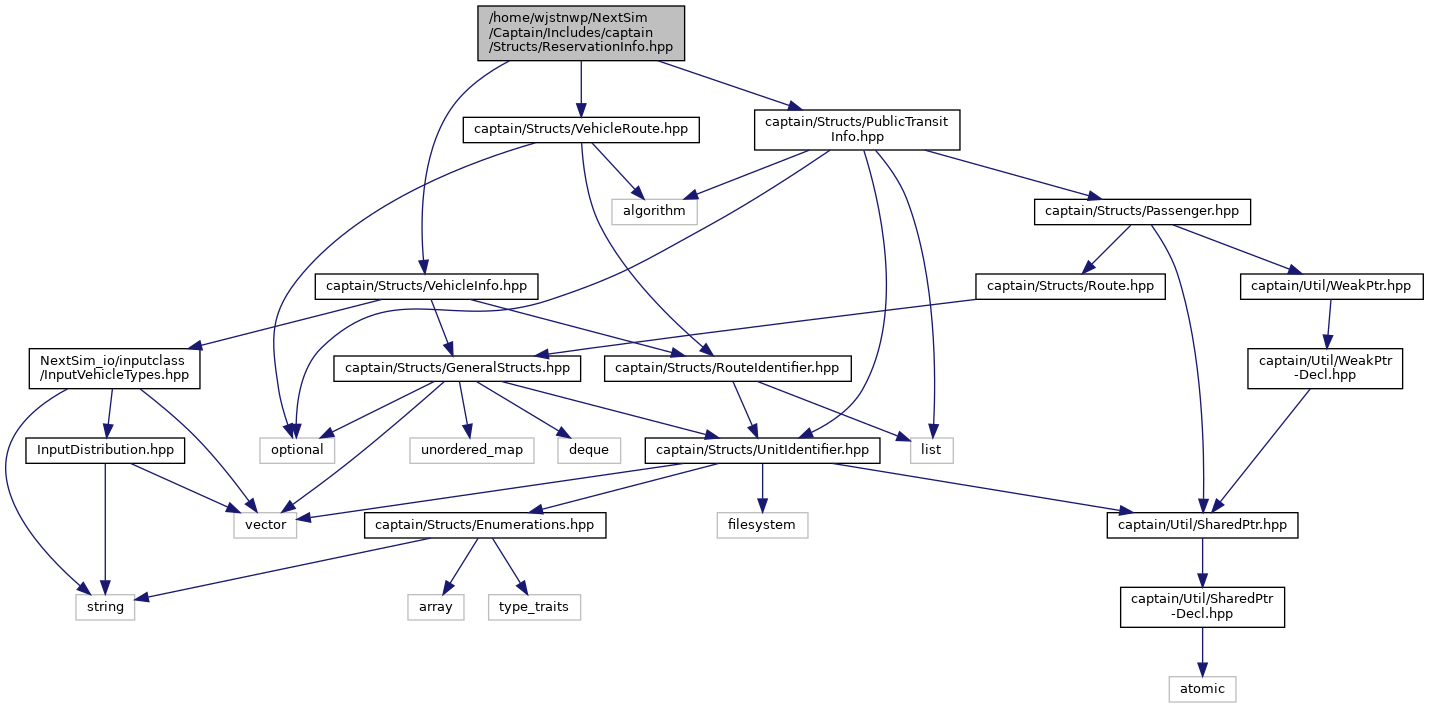 /home/wjstnwp/NextSim
/Captain/Includes/captain
/Structs/ReservationInfo.hpp
captain/Structs/VehicleRoute.hpp
captain/Structs/PublicTransit
Info.hpp
algorithm
captain/Structs/Passenger.hpp
captain/Structs/VehicleInfo.hpp
captain/Structs/Route.hpp
captain/Util/WeakPtr.hpp
NextSim_io/inputclass
/InputVehicleTypes.hpp
captain/Structs/GeneralStructs.hpp
captain/Structs/RouteIdentifier.hpp
captain/Util/WeakPtr
-Decl.hpp
InputDistribution.hpp
optional
unordered_map
deque
captain/Structs/UnitIdentifier.hpp
list
vector
captain/Structs/Enumerations.hpp
filesystem
captain/Util/SharedPtr.hpp
string
array
type_traits
captain/Util/SharedPtr
-Decl.hpp
atomic